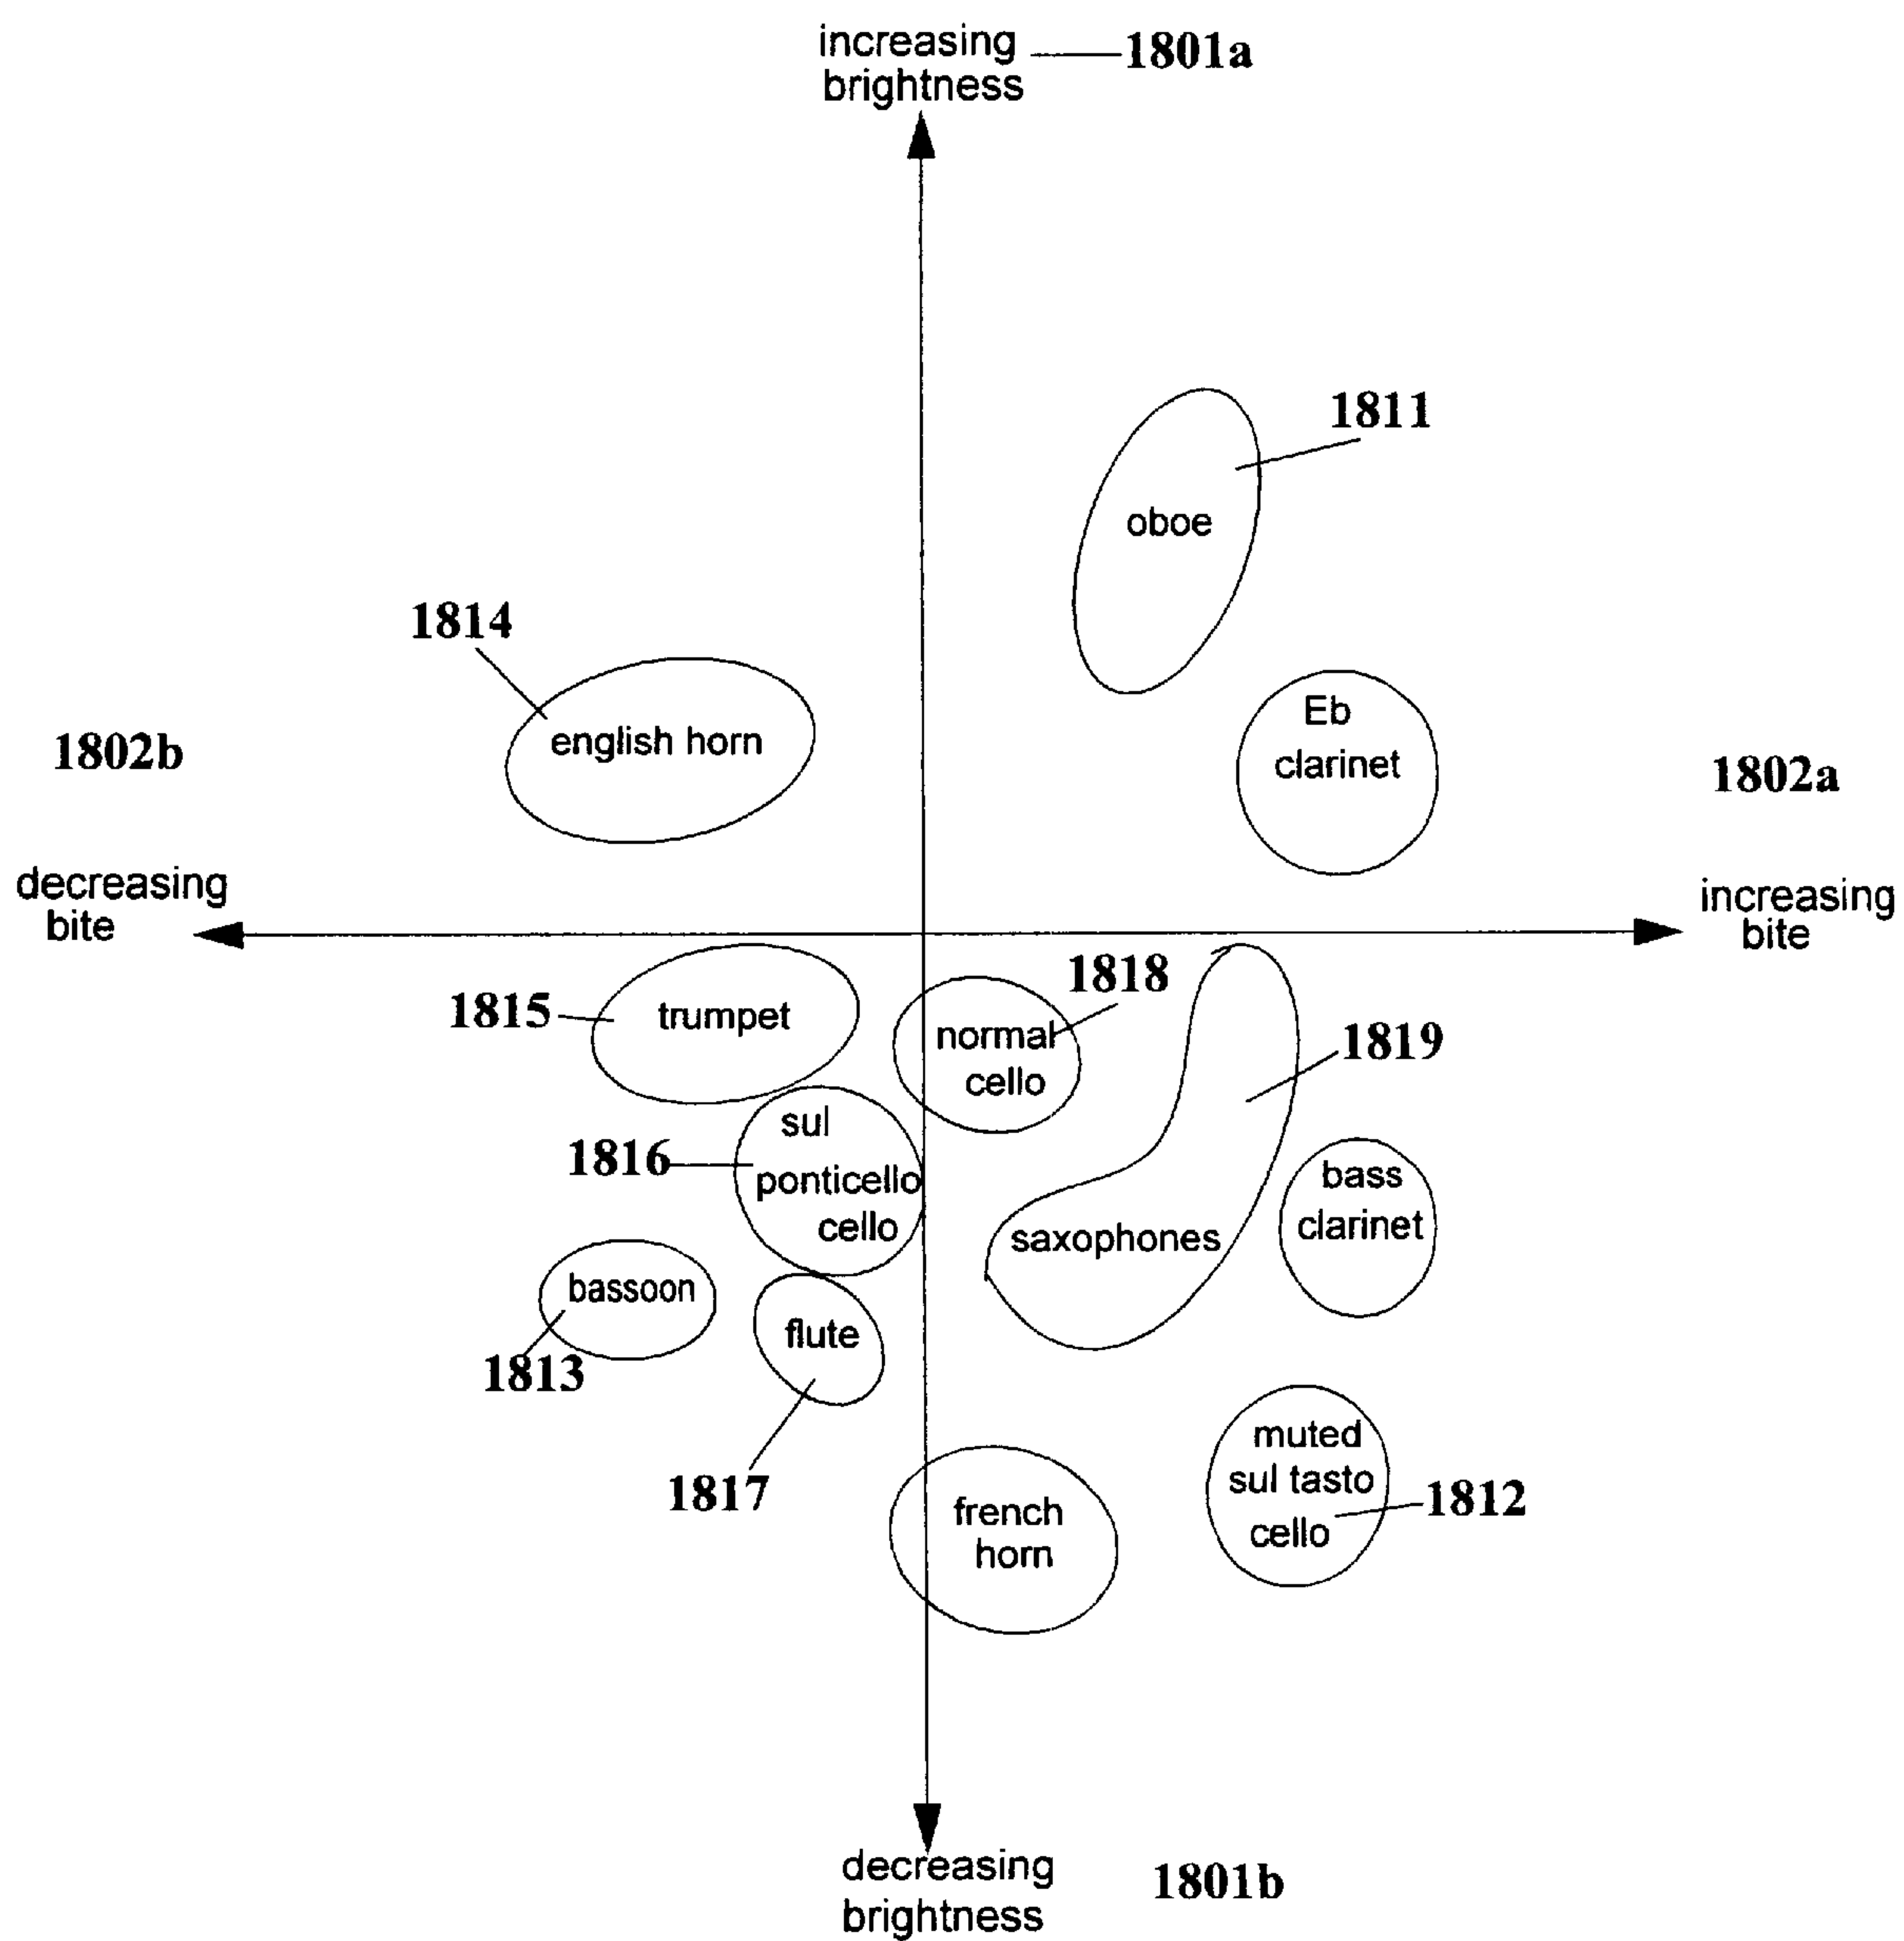 increasing
brightness
1801a
1811
oboe
1814
english horn
Eb
clarinet
1802b
1802a
decreasing
bite
increasing
bite
1815
trumpet
1818
normal
cello
1819
sul
ponticello
cello
1816
bass
clarinet
saxophones
bassoon
1813
flute
1817
muted
sul tasto
cello
1812
french
horn
decreasing
brightness
1801b